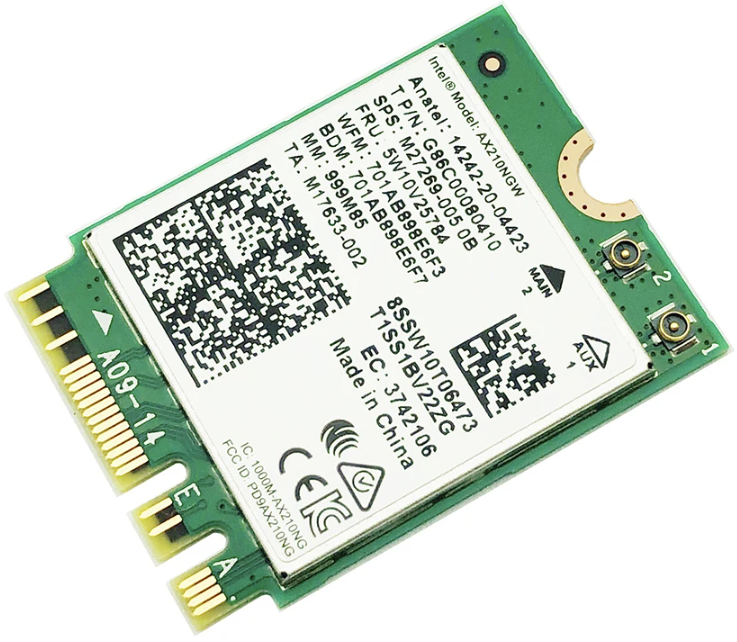 Intel® Model: AX210NGW
Anatel: 14242-20-04423
T P/N: G86C00080410
SPS: M27269-005 0B
FRU 5W10V25784
WFM: 701AB898E6F3
BDM: 701AB898E6F7
MM: 999M85
TA: M17633-002
MAIN
2
AUX
1
8SSW10T06473
T1SS1BV22ZG
EC: 3742106
Made in China
CE
EAC
IC: 1000M-AX210NG
FCC ID: PD9AX210NG
2
1
A09-14
E
A